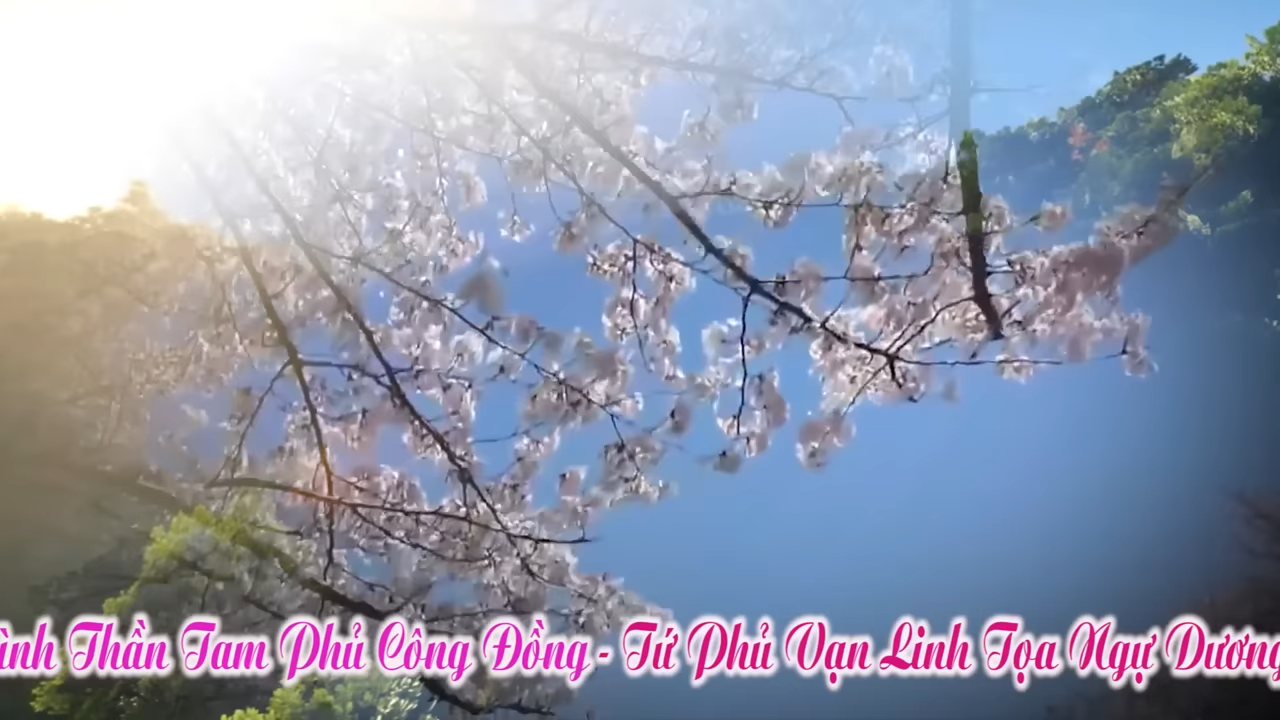 Thần Tam Phủ Công Đồng - Tứ Phủ Vạn Linh Tọa Ngự Dương